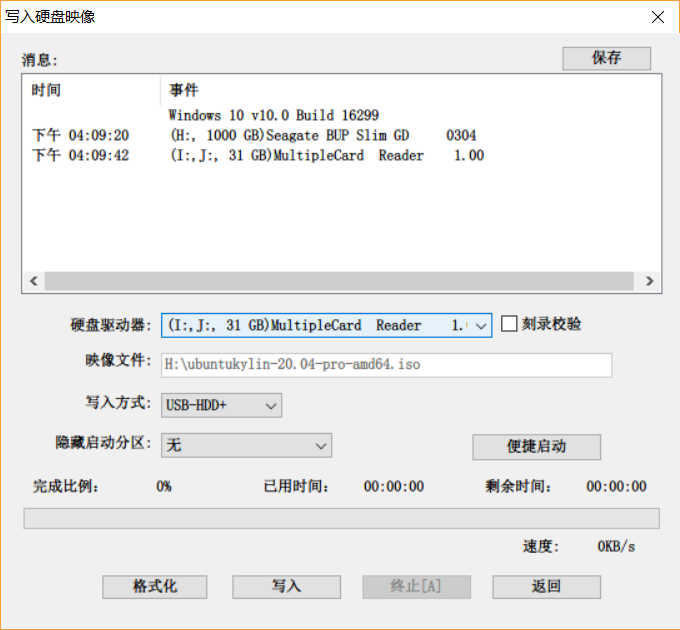 写入硬盘映像
消息:
保存
时间 事件
Windows 10 v10.0 Build 16299
下午 04:09:20 (H:, 1000 GB)Seagate BUP Slim GD 0304
下午 04:09:42 (I:,J:, 31 GB)MultipleCard Reader 1.00
硬盘驱动器: (I:,J:, 31 GB)MultipleCard Reader 1. 刻录校验
映像文件: H:\ubuntukylin-20.04-pro-amd64.iso
写入方式: USB-HDD+
隐藏启动分区: 无 便捷启动
完成比例: 0% 已用时间: 00:00:00 剩余时间: 00:00:00
速度: 0KB/s
格式化 写入 终止[A] 返回